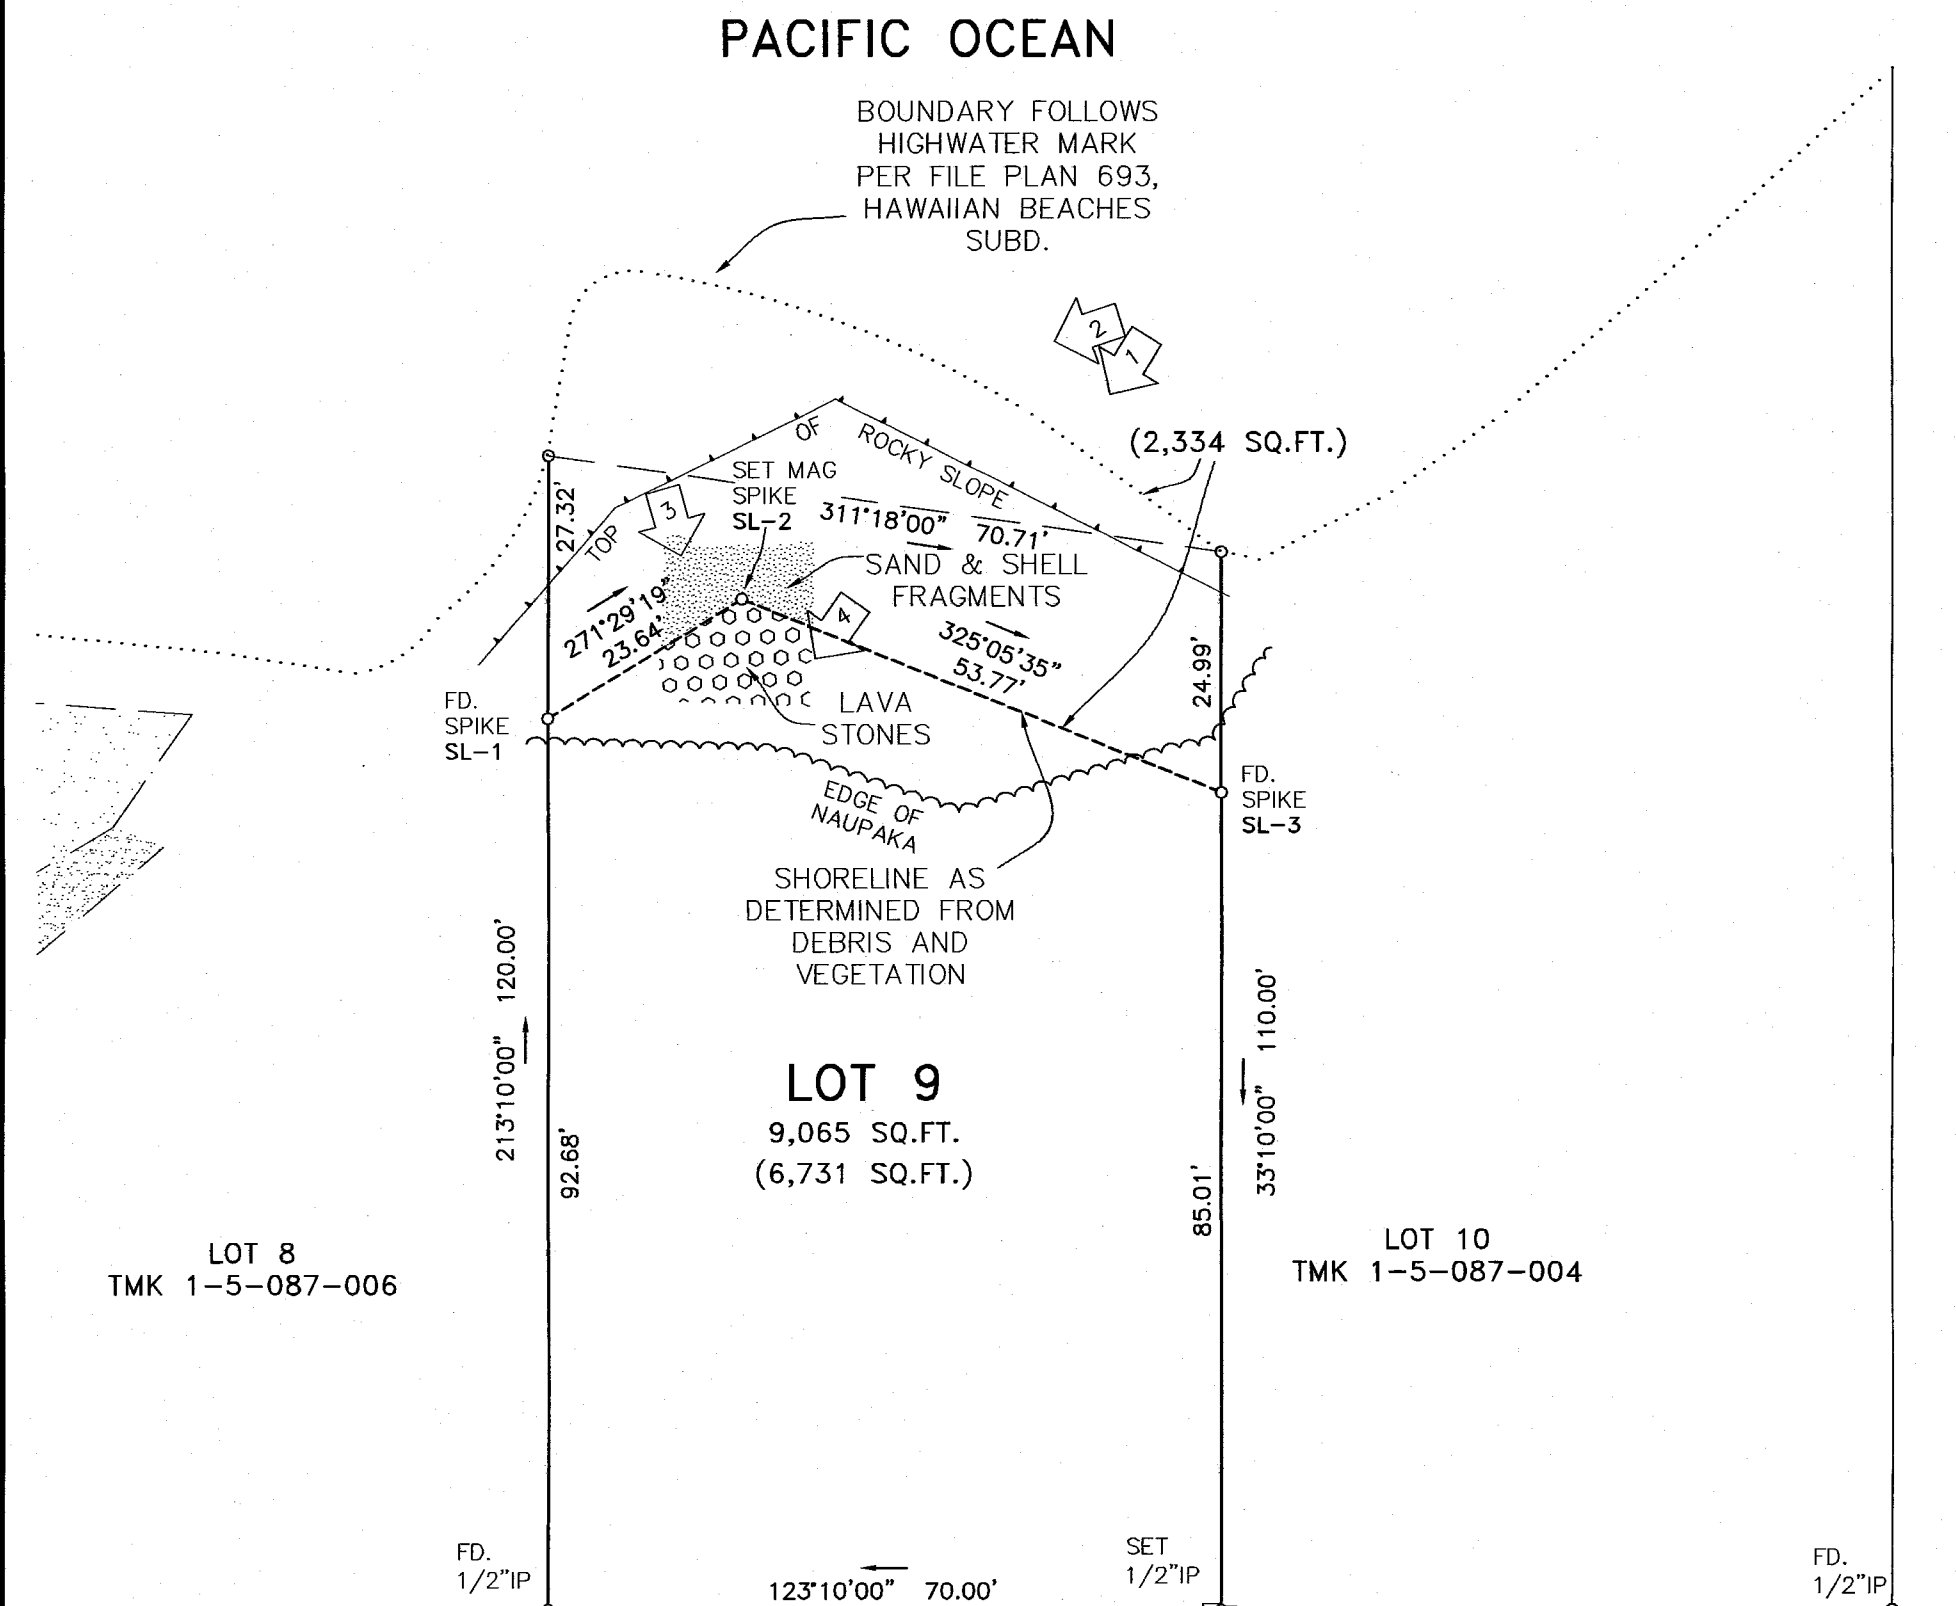 PACIFIC OCEAN
BOUNDARY FOLLOWS
HIGHWATER MARK
PER FILE PLAN 693,
HAWAIIAN BEACHES
SUBD.
2
1
(2,334 SQ.FT.)
TOP OF ROCKY SLOPE
27.32'
SET MAG
SPIKE
SL-2
3
311°18'00" 70.71'
SAND & SHELL
FRAGMENTS
271°29'19"
23.64'
4
325°05'35"
53.77'
24.99'
FD.
SPIKE
SL-1
LAVA
STONES
EDGE OF
NAUPAKA
FD.
SPIKE
SL-3
SHORELINE AS
DETERMINED FROM
DEBRIS AND
VEGETATION
213°10'00" 120.00'
92.68'
LOT 9
9,065 SQ.FT.
(6,731 SQ.FT.)
85.01'
33°10'00" 110.00'
LOT 8
TMK 1-5-087-006
LOT 10
TMK 1-5-087-004
FD.
1/2"IP
123°10'00" 70.00'
SET
1/2"IP
FD.
1/2"IP